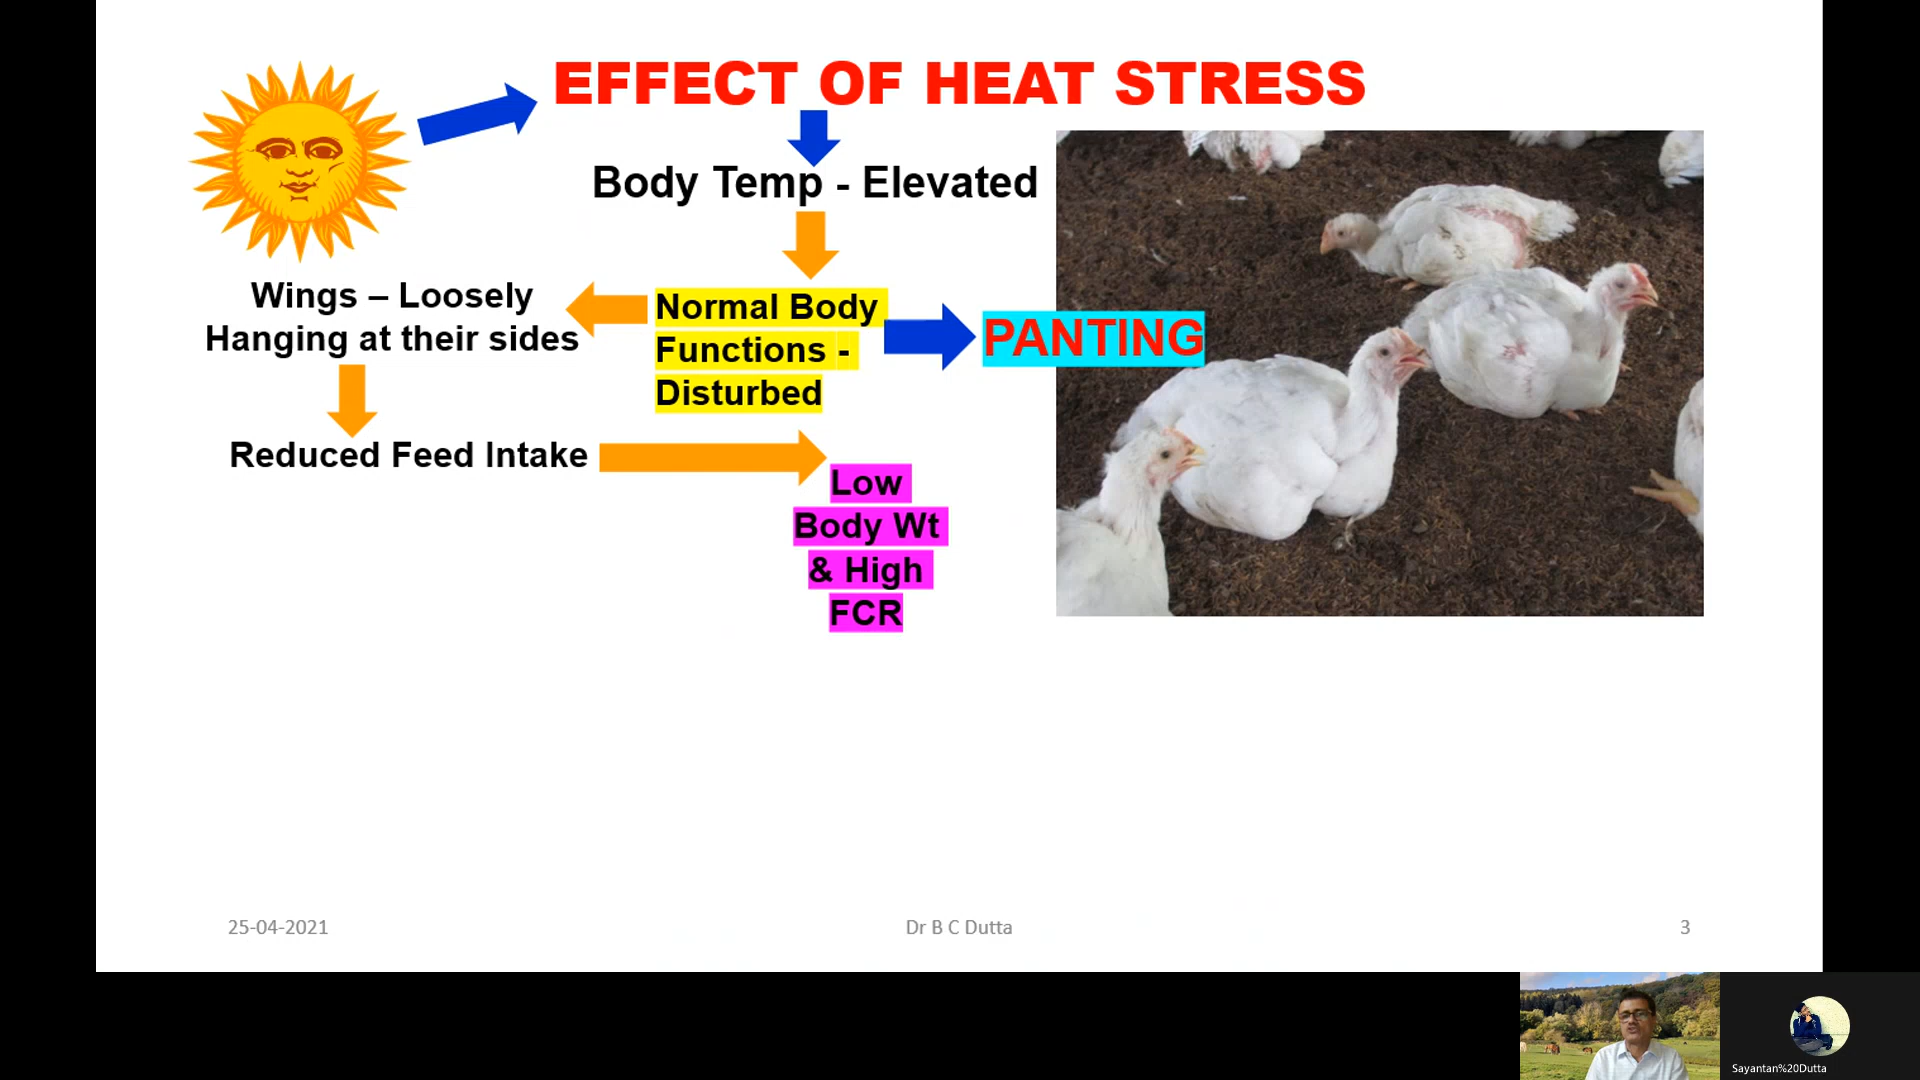 EFFECT OF HEAT STRESS
Body Temp - Elevated
Wings – Loosely
Hanging at their sides
Normal Body
Functions -
Disturbed
PANTING
Reduced Feed Intake
Low
Body Wt
& High
FCR
25-04-2021
Dr B C Dutta
3
Sayantan%20Dutta